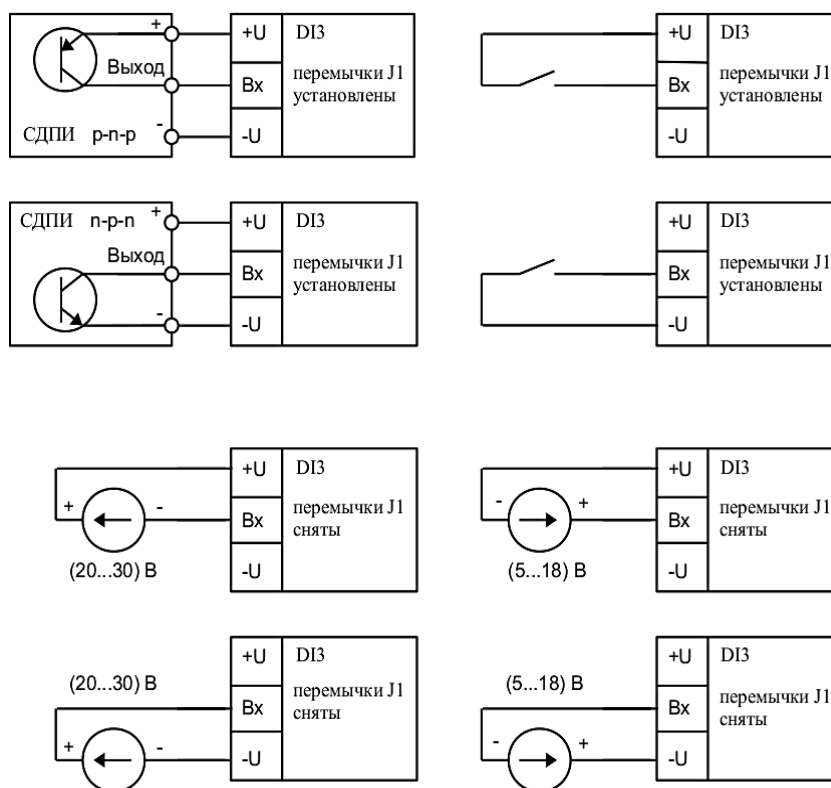 + +U DI3
Выход Вх перемычки J1
установлены
СДПИ p-n-p - -U
+U DI3
Вх перемычки J1
установлены
-U
СДПИ n-p-n + +U DI3
Выход Вх перемычки J1
установлены
- -U
+U DI3
Вх перемычки J1
установлены
-U
+U DI3
+ - Вх перемычки J1
сняты
(20...30) В -U
+U DI3
- + Вх перемычки J1
сняты
(5...18) В -U
+U DI3
(20...30) В перемычки J1
Вх сняты
+ - -U
+U DI3
(5...18) В перемычки J1
Вх сняты
- + -U